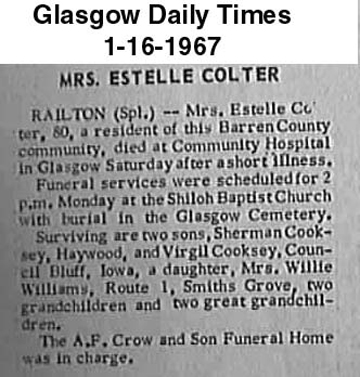 Glasgow Daily Times
1-16-1967
MRS. ESTELLE COLTER
RAILTON (Spl.) -- Mrs. Estelle Co
ter, 80, a resident of this Barren County
community, died at Community Hospital
in Glasgow Saturday after a short illness.
Funeral services were scheduled for 2
p.m. Monday at the Shiloh Baptist Church
with burial in the Glasgow Cemetery.
Surviving are two sons, Sherman Cook-
sey, Haywood, and Virgil Cooksey, Coun-
cil Bluff, Iowa, a daughter, Mrs. Willie
Williams, Route 1, Smiths Grove, two
grandchildren and two great grandchil-
dren.
The A.F. Crow and Son Funeral Home
was in charge.